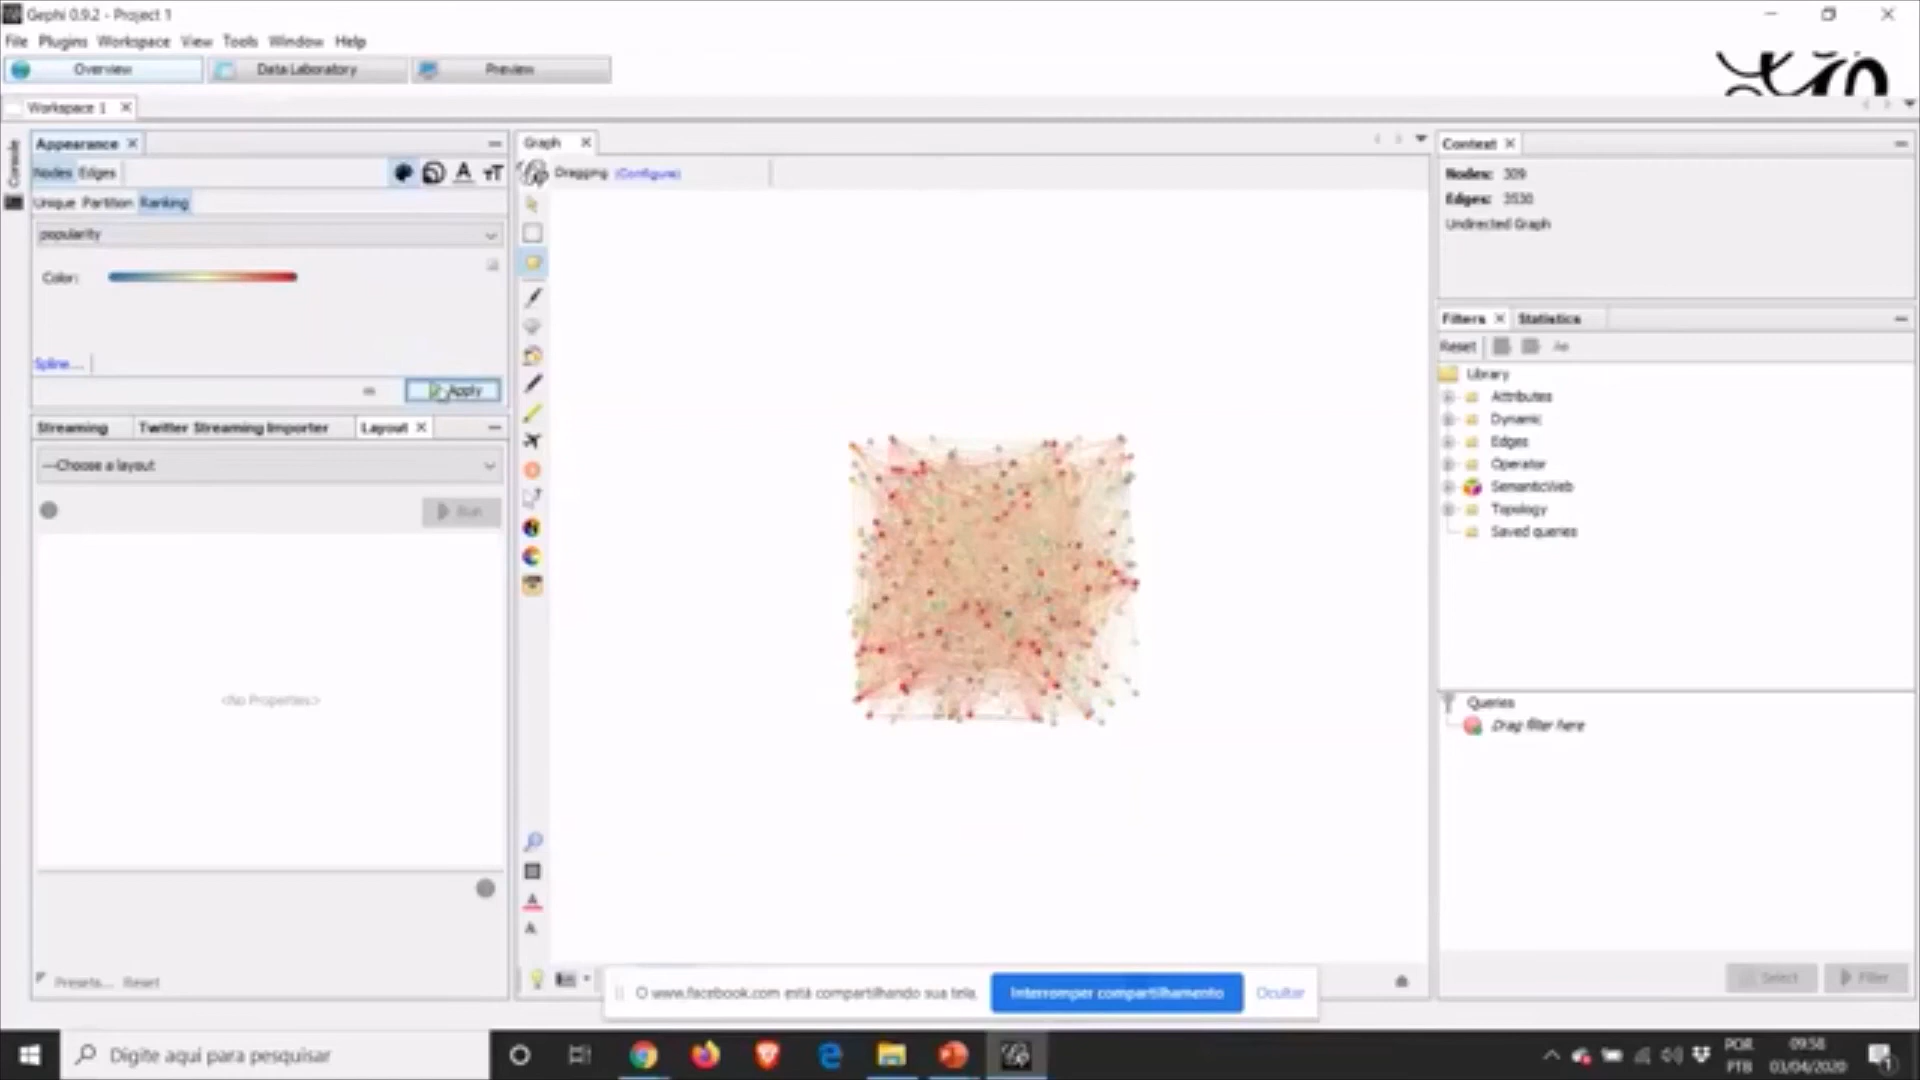 Gephi 0.9.2 - Project 1
File Plugins Workspace View Tools Window Help
Overview Data Laboratory Preview
Workspace 1
Console
Appearance
Nodes Edges
Unique Partition Ranking
popularity
Color:
Spline...
Apply
Streaming Twitter Streaming Importer Layout
---Choose a layout
Run
<No Properties>
Presets... Reset
Graph
Dragging (Configure)
Context
Nodes: 309
Edges: 3530
Undirected Graph
Filters Statistics
Reset
Library
Attributes
Dynamic
Edges
Operator
SemanticWeb
Topology
Saved queries
Queries
Drag filter here
Select Filter
O www.facebook.com está compartilhando sua tela. Interromper compartilhamento Ocultar
Digite aqui para pesquisar
POR
PTB
09:58
03/04/2020
1